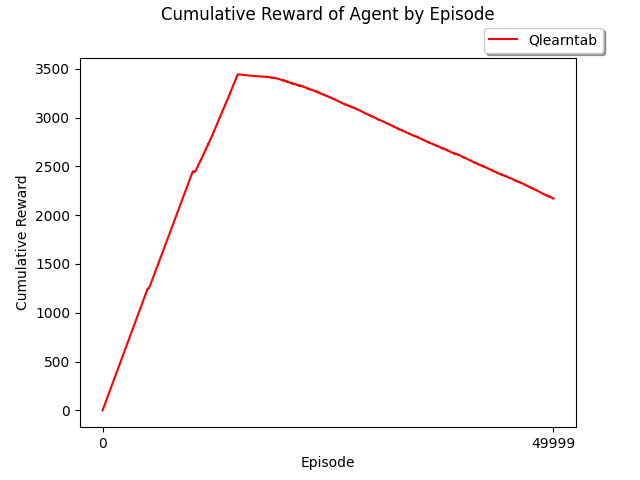 Cumulative Reward of Agent by Episode
Qlearntab
3500
3000
2500
2000
1500
1000
500
0
Cumulative Reward
0
49999
Episode